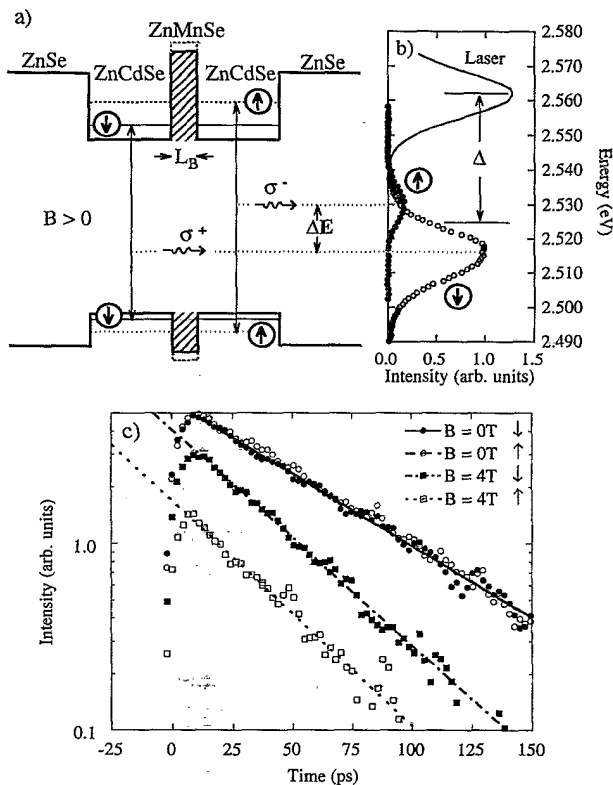 a)
ZnMnSe
ZnSe
ZnCdSe
ZnCdSe
ZnSe
↑
↓
L_B
B > 0
σ⁻
σ⁺
ΔE
↓
↑
b)
Laser
Δ
↑
↓
2.580
2.570
2.560
2.550
2.540
2.530
2.520
2.510
2.500
2.490
Energy (eV)
0.0 0.5 1.0 1.5
Intensity (arb. units)
c)
B = 0T ↓
B = 0T ↑
B = 4T ↓
B = 4T ↑
1.0
0.1
Intensity (arb. units)
-25 0 25 50 75 100 125 150
Time (ps)